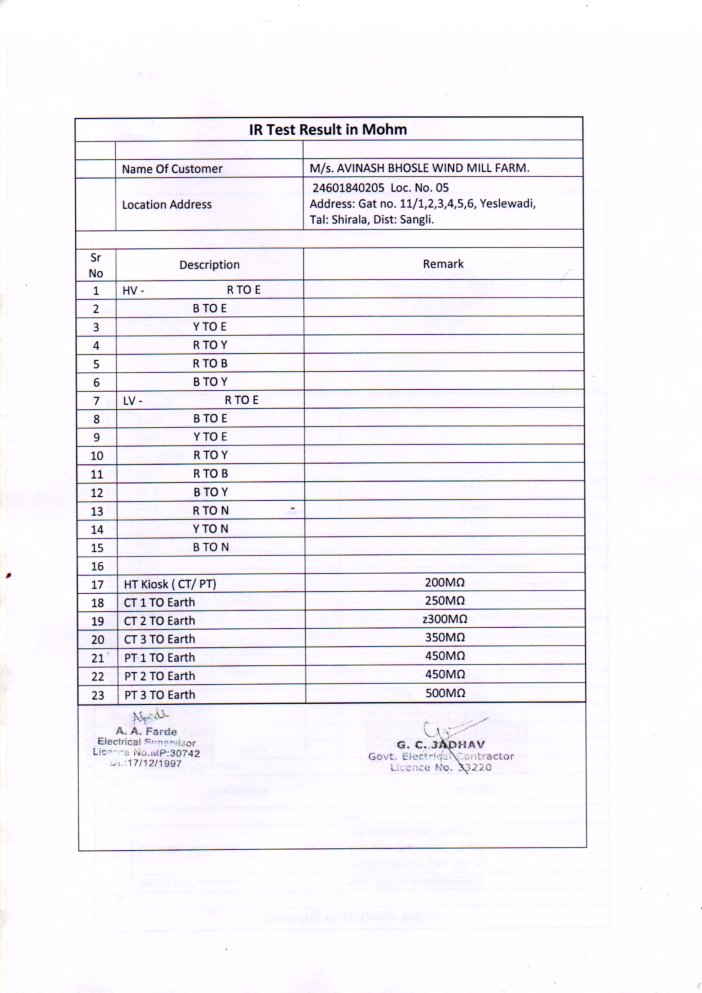 IR Test Result in Mohm
Name Of Customer M/s. AVINASH BHOSLE WIND MILL FARM.
Location Address 24601840205 Loc. No. 05
Address: Gat no. 11/1,2,3,4,5,6, Yeslewadi,
Tal: Shirala, Dist: Sangli.
Sr No Description Remark
1 HV - R TO E
2 B TO E
3 Y TO E
4 R TO Y
5 R TO B
6 B TO Y
7 LV - R TO E
8 B TO E
9 Y TO E
10 R TO Y
11 R TO B
12 B TO Y
13 R TO N -
14 Y TO N
15 B TO N
16
17 HT Kiosk ( CT/ PT) 200MΩ
18 CT 1 TO Earth 250MΩ
19 CT 2 TO Earth z300MΩ
20 CT 3 TO Earth 350MΩ
21 PT 1 TO Earth 450MΩ
22 PT 2 TO Earth 450MΩ
23 PT 3 TO Earth 500MΩ
A. A. Farde
Electrical Supervisor
Licence No.MP:30742
Dt.:17/12/1997
G. C. JADHAV
Govt. Electrical Contractor
Licence No. 33220